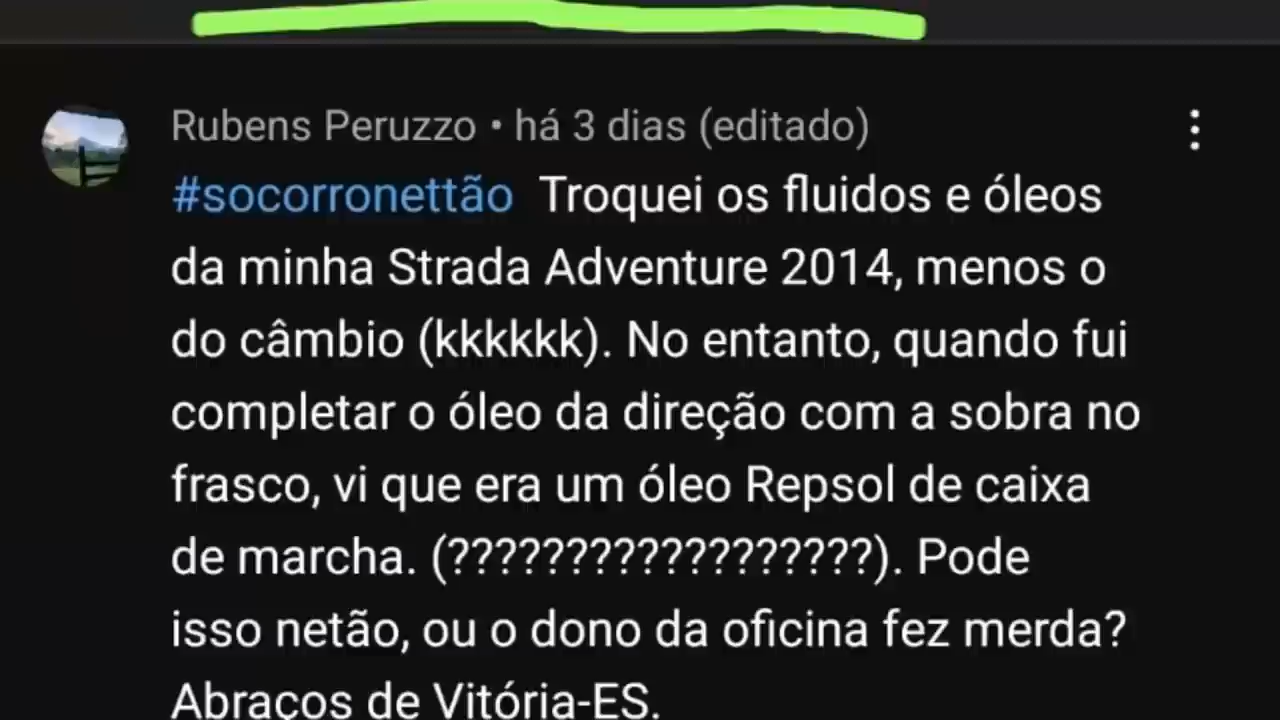 Rubens Peruzzo • há 3 dias (editado)
#socorronettão Troquei os fluidos e óleos
da minha Strada Adventure 2014, menos o
do câmbio (kkkkkk). No entanto, quando fui
completar o óleo da direção com a sobra no
frasco, vi que era um óleo Repsol de caixa
de marcha. (??????????????????). Pode
isso netão, ou o dono da oficina fez merda?
Abraços de Vitória-ES.